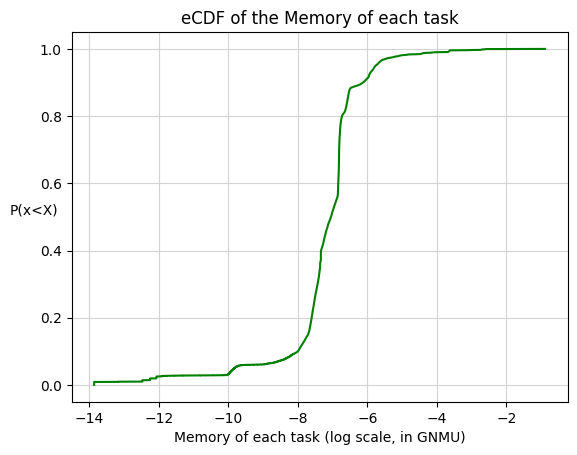 eCDF of the Memory of each task
1.0
0.8
0.6
P(x<X)
0.4
0.2
0.0
−14 −12 −10 −8 −6 −4 −2
Memory of each task (log scale, in GNMU)